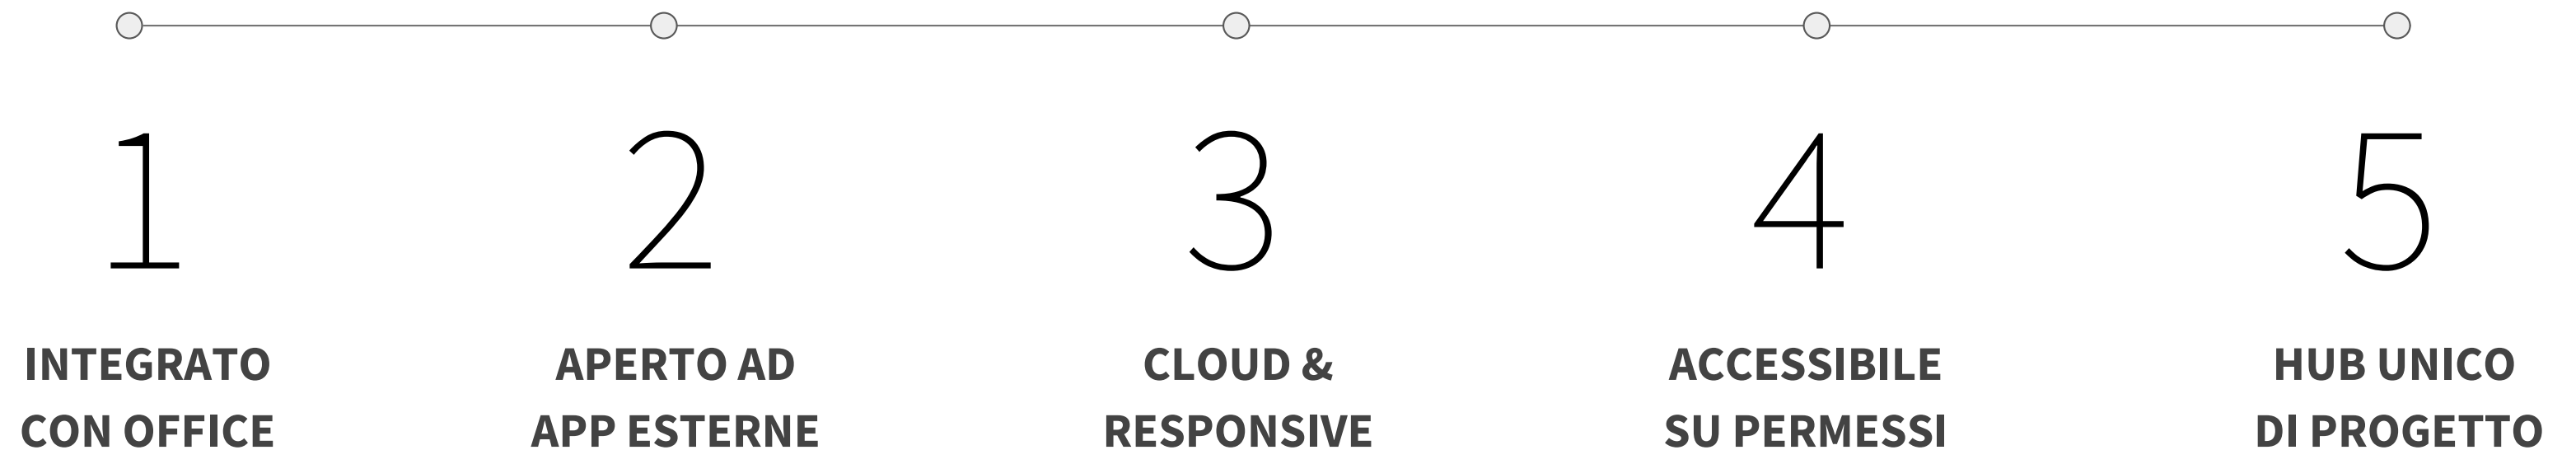 1
INTEGRATO
CON OFFICE
2
APERTO AD
APP ESTERNE
3
CLOUD &
RESPONSIVE
4
ACCESSIBILE
SU PERMESSI
5
HUB UNICO
DI PROGETTO